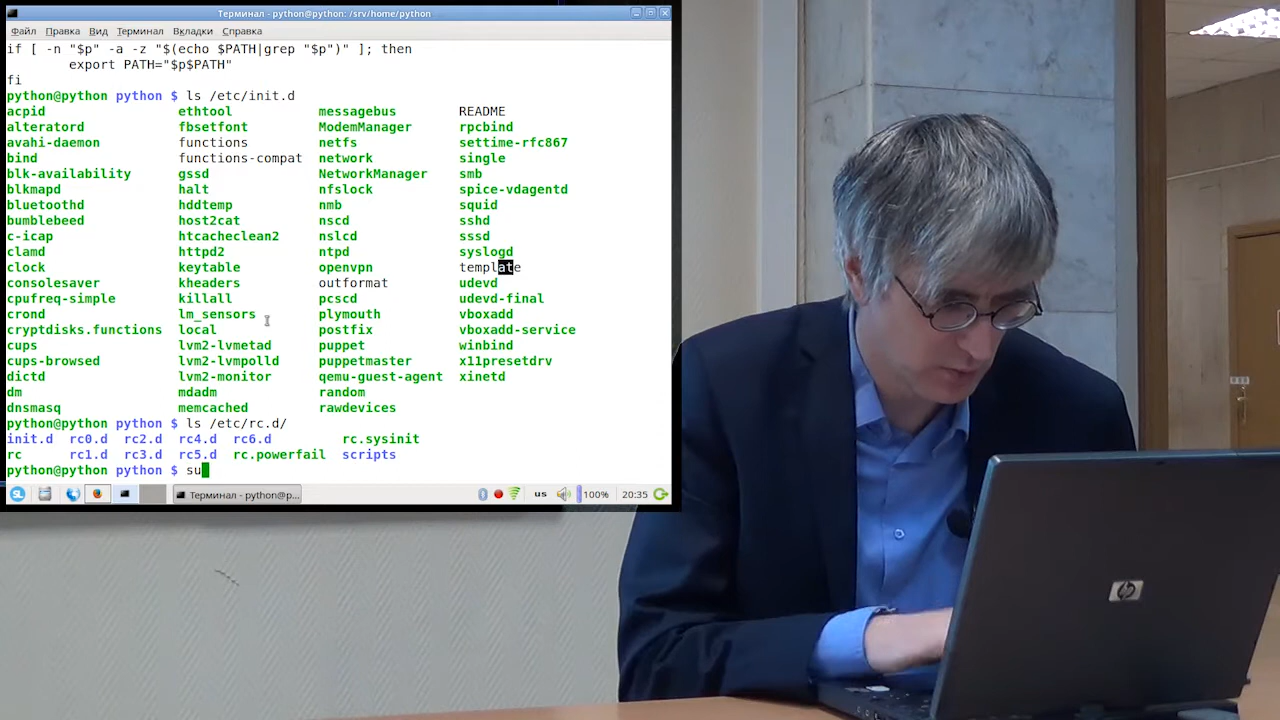 Терминал - python@python: /srv/home/python
Файл Правка Вид Терминал Вкладки Справка
if [ -n "$p" -a -z "$(echo $PATH|grep "$p")" ]; then
export PATH="$p$PATH"
fi
python@python python $ ls /etc/init.d
acpid ethtool messagebus README
alteratord fbsetfont ModemManager rpcbind
avahi-daemon functions netfs settime-rfc867
bind functions-compat network single
blk-availability gssd NetworkManager smb
blkmapd halt nfslock spice-vdagentd
bluetoothd hddtemp nmb squid
bumblebeed host2cat nscd sshd
c-icap htcacheclean2 nslcd sssd
clamd httpd2 ntpd syslogd
clock keytable openvpn template
consolesaver kheaders outformat udevd
cpufreq-simple killall pcscd udevd-final
crond lm_sensors plymouth vboxadd
cryptdisks.functions local postfix vboxadd-service
cups lvm2-lvmetad puppet winbind
cups-browsed lvm2-lvmpolld puppetmaster x11presetdrv
dictd lvm2-monitor qemu-guest-agent xinetd
dm mdadm random
dnsmasq memcached rawdevices
python@python python $ ls /etc/rc.d/
init.d rc0.d rc2.d rc4.d rc6.d rc.sysinit
rc rc1.d rc3.d rc5.d rc.powerfail scripts
python@python python $ su
Терминал - python@p... us 100% 20:35
hp